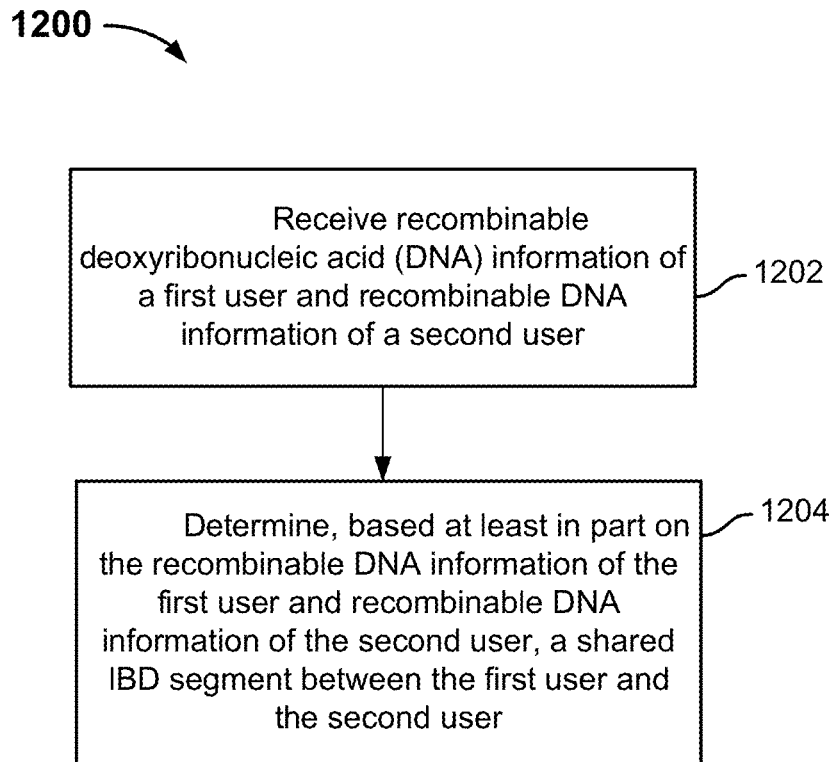 1200
Receive recombinable
deoxyribonucleic acid (DNA) information of
a first user and recombinable DNA
information of a second user
1202
Determine, based at least in part on
the recombinable DNA information of the
first user and recombinable DNA
information of the second user, a shared
IBD segment between the first user and
the second user
1204